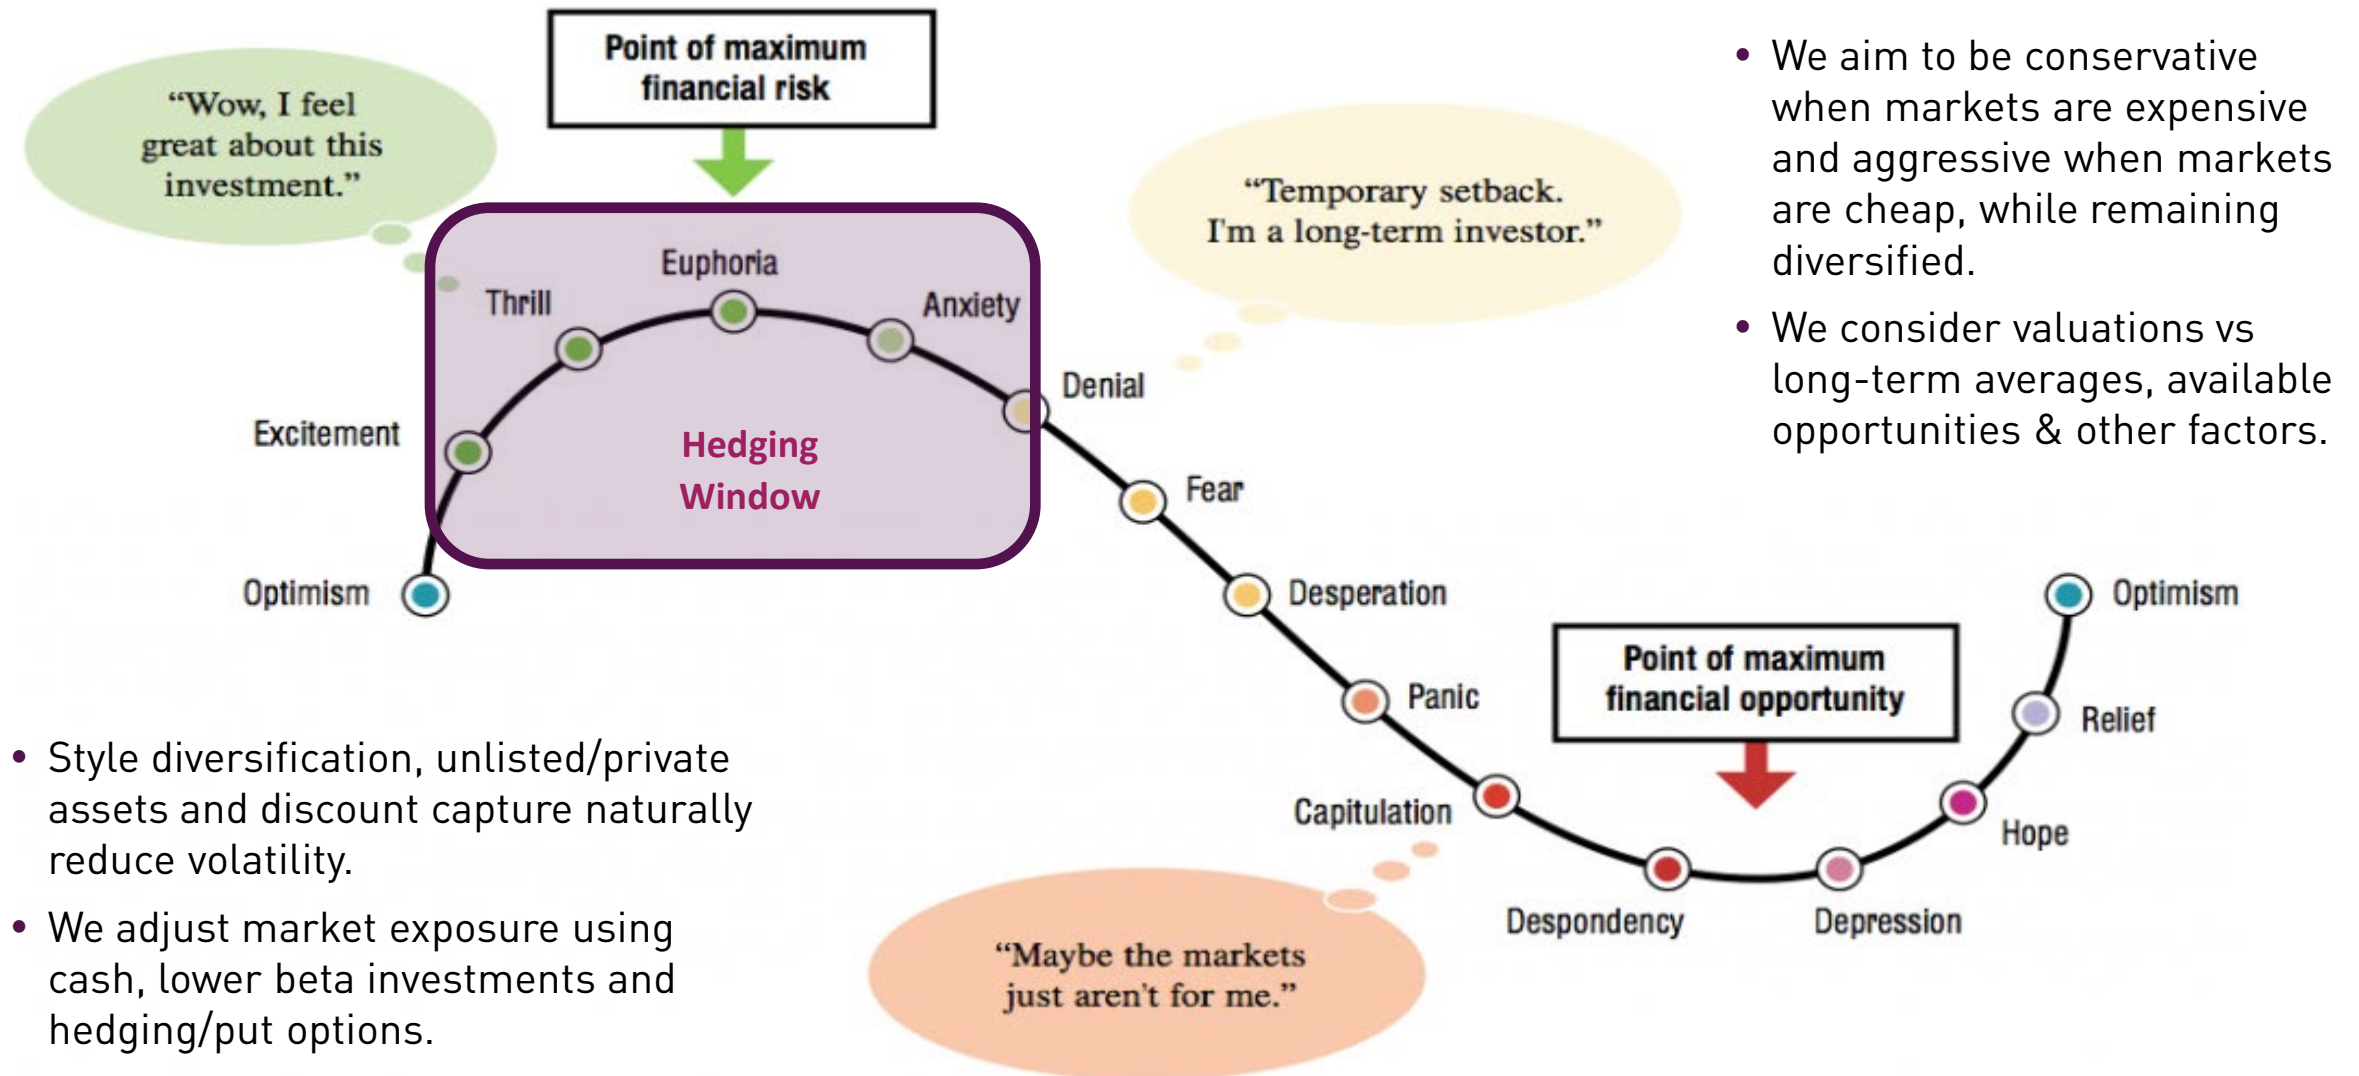 Point of maximum
financial risk
“Wow, I feel
great about this
investment.”
“Temporary setback.
I'm a long-term investor.”
• We aim to be conservative
when markets are expensive
and aggressive when markets
are cheap, while remaining
diversified.
• We consider valuations vs
long-term averages, available
opportunities & other factors.
Optimism
Excitement
Thrill
Euphoria
Anxiety
Denial
Hedging
Window
Fear
Desperation
Panic
Capitulation
Despondency
Depression
Hope
Relief
Optimism
Point of maximum
financial opportunity
“Maybe the markets
just aren't for me.”
• Style diversification, unlisted/private
assets and discount capture naturally
reduce volatility.
• We adjust market exposure using
cash, lower beta investments and
hedging/put options.